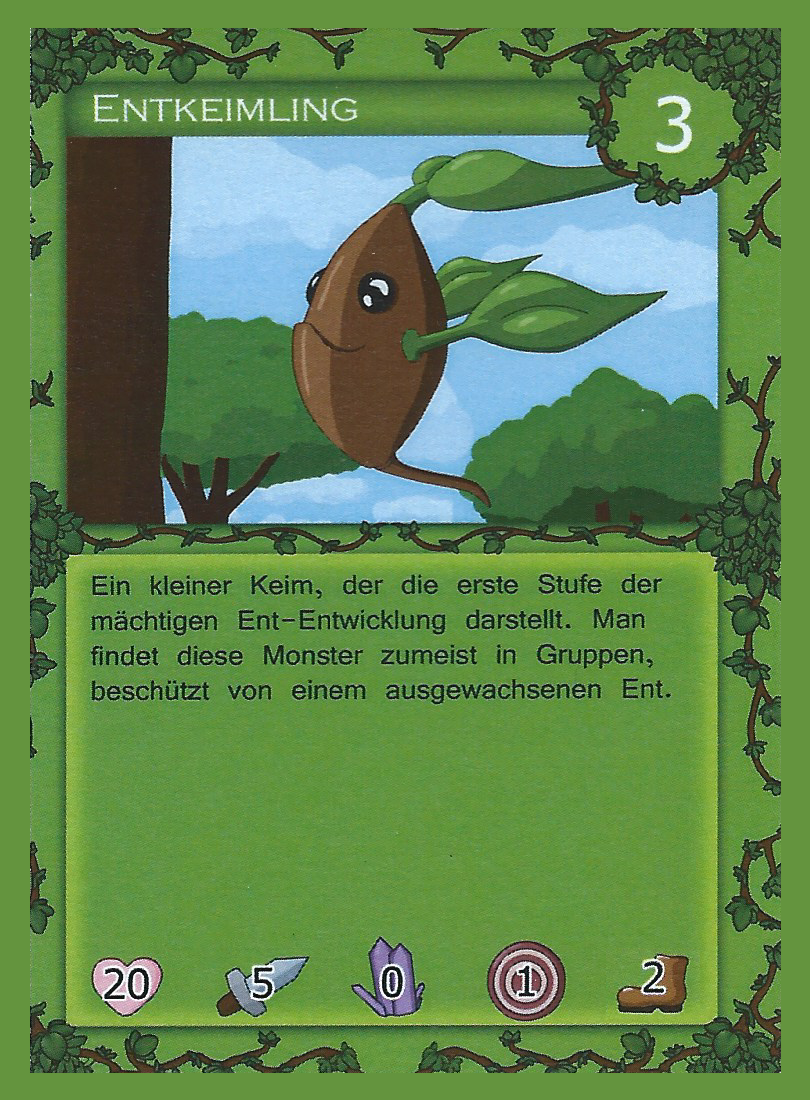 Entkeimling
3
Ein kleiner Keim, der die erste Stufe der
mächtigen Ent-Entwicklung darstellt. Man
findet diese Monster zumeist in Gruppen,
beschützt von einem ausgewachsenen Ent.
20 5 0 1 2